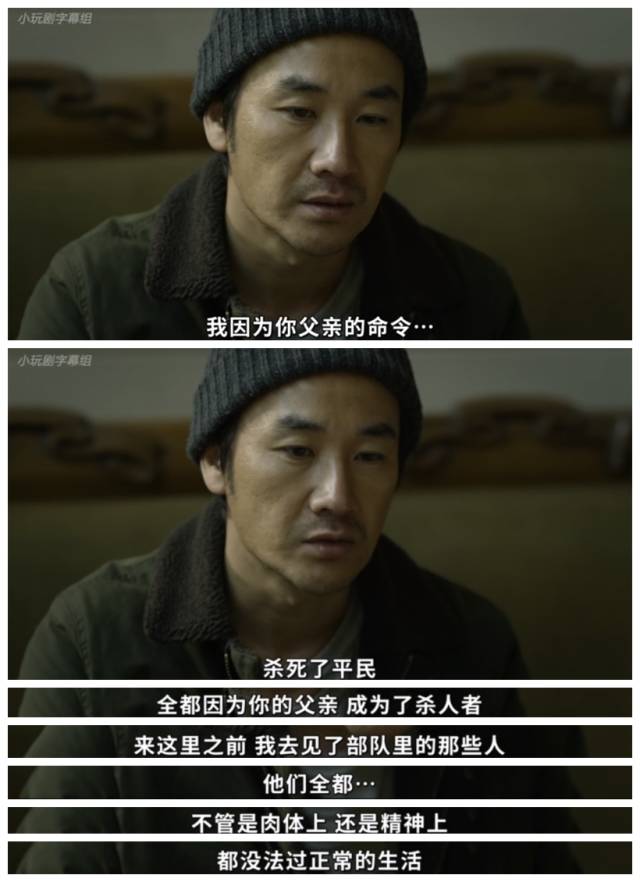 小玩剧字幕组
我因为你父亲的命令…
小玩剧字幕组
杀死了平民
全都因为你的父亲 成为了杀人者
来这里之前 我去见了部队里的那些人
他们全都…
不管是肉体上 还是精神上
都没法过正常的生活